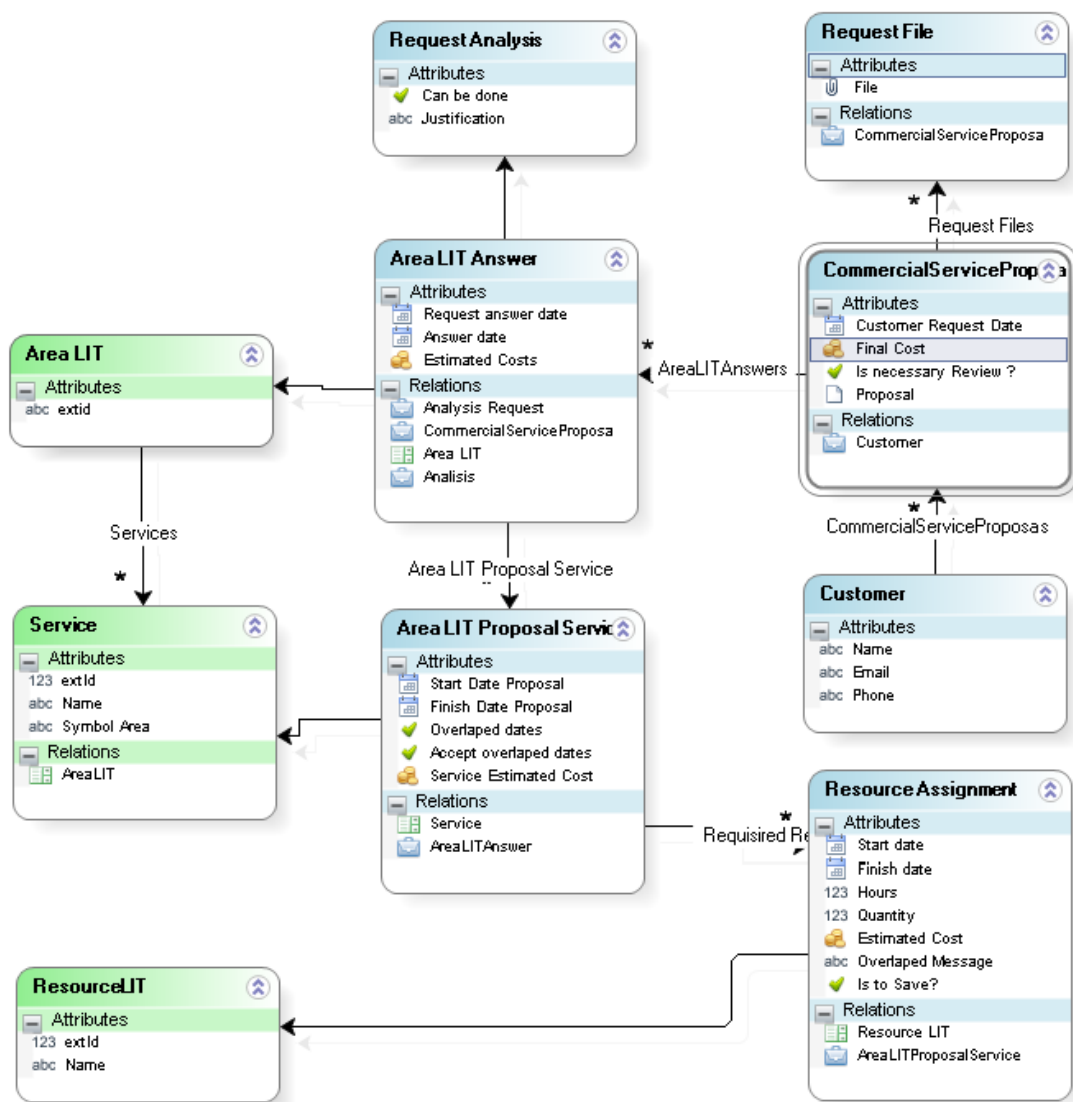 Request Analysis
Attributes
Can be done
abc Justification
Request File
Attributes
File
Relations
CommercialServiceProposa
*
Request Files
Area LIT Answer
Attributes
Request answer date
Answer date
Estimated Costs
Relations
Analysis Request
CommercialServiceProposa
Area LIT
Analisis
CommercialServiceProposa
Attributes
Customer Request Date
Final Cost
Is necessary Review ?
Proposal
Relations
Customer
*
AreaLITAnswers
Area LIT
Attributes
abc extid
Services
*
*
CommercialServiceProposas
Area LIT Proposal Service
Customer
Attributes
abc Name
abc Email
abc Phone
Service
Attributes
123 extId
abc Name
abc Symbol Area
Relations
AreaLIT
Area LIT Proposal Servic
Attributes
Start Date Proposal
Finish Date Proposal
Overlaped dates
Accept overlaped dates
Service Estimated Cost
Relations
Service
AreaLITAnswer
*
Requisired Re
Resource Assignment
Attributes
Start date
Finish date
123 Hours
123 Quantity
Estimated Cost
abc Overlaped Message
Is to Save?
Relations
Resource LIT
AreaLITProposalService
ResourceLIT
Attributes
123 extId
abc Name